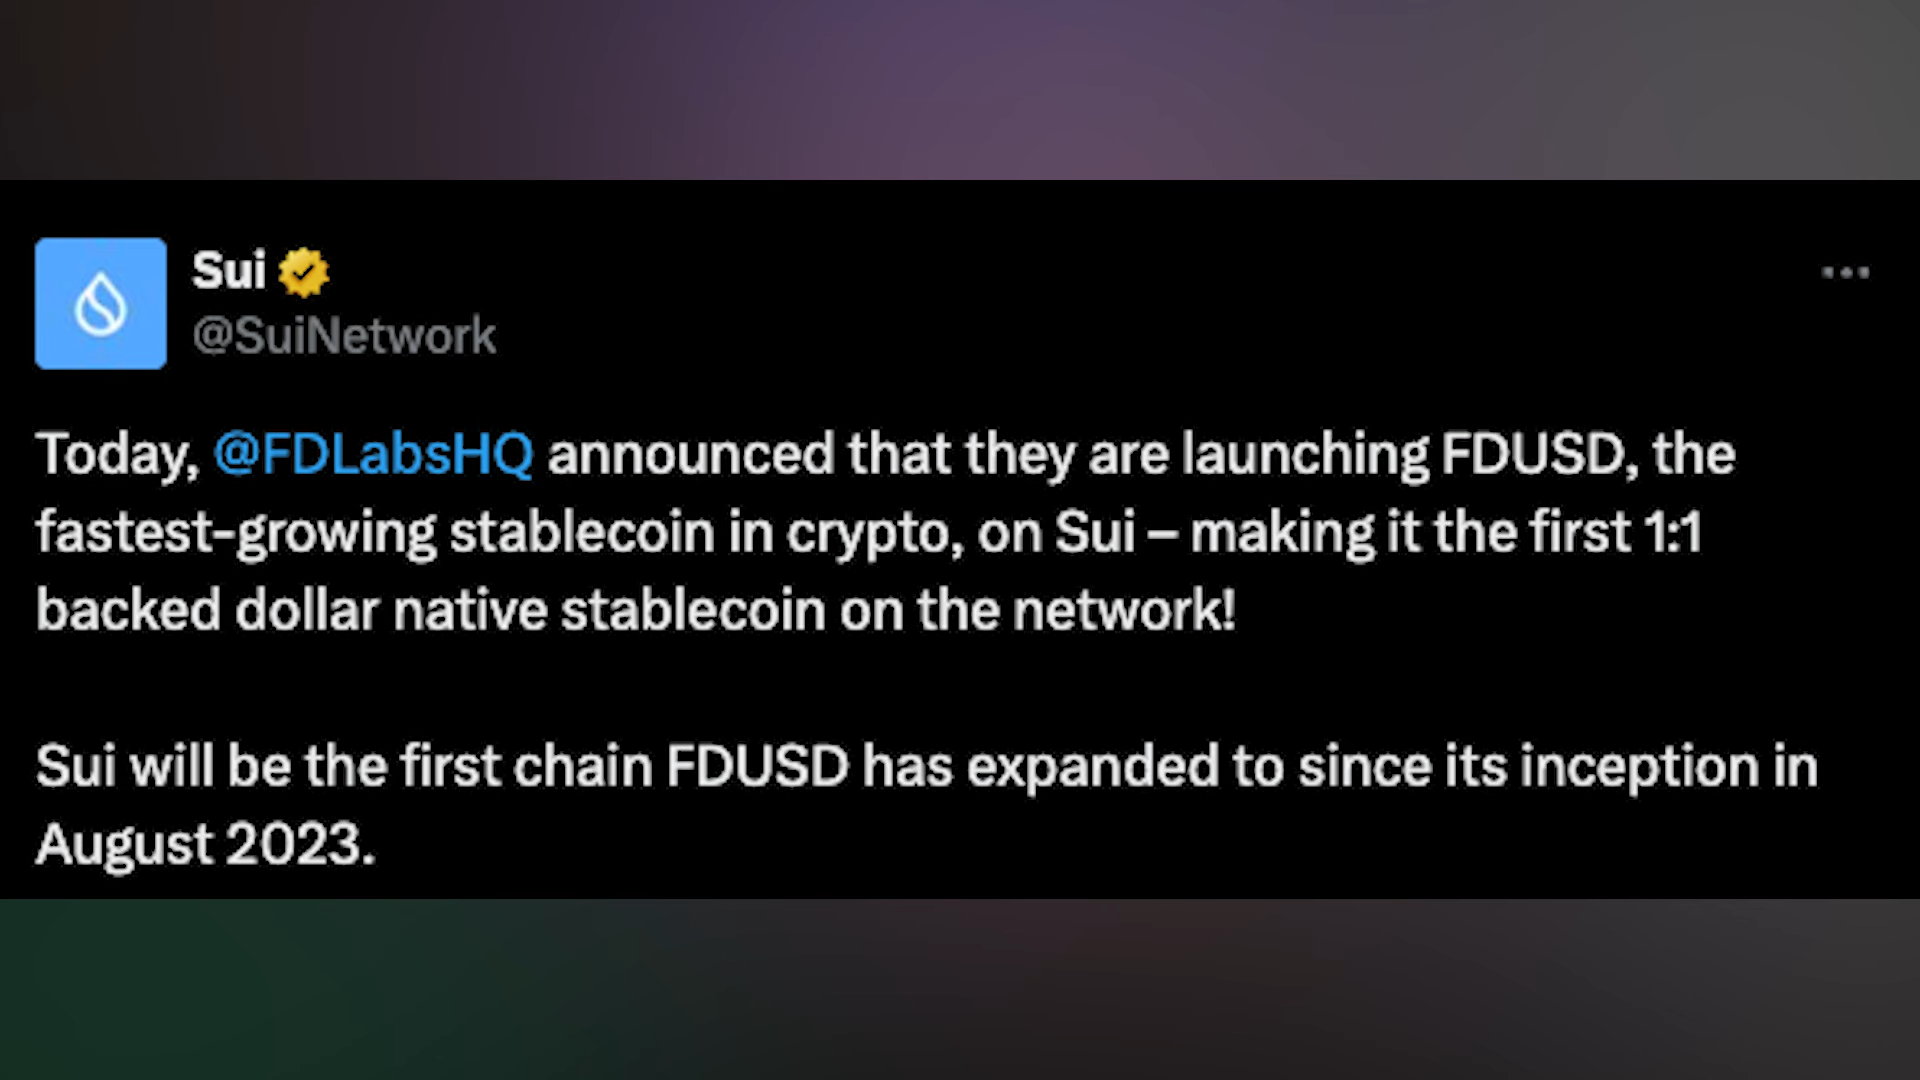 Sui
@SuiNetwork
Today, @FDLabsHQ announced that they are launching FDUSD, the
fastest-growing stablecoin in crypto, on Sui – making it the first 1:1
backed dollar native stablecoin on the network!
Sui will be the first chain FDUSD has expanded to since its inception in
August 2023.